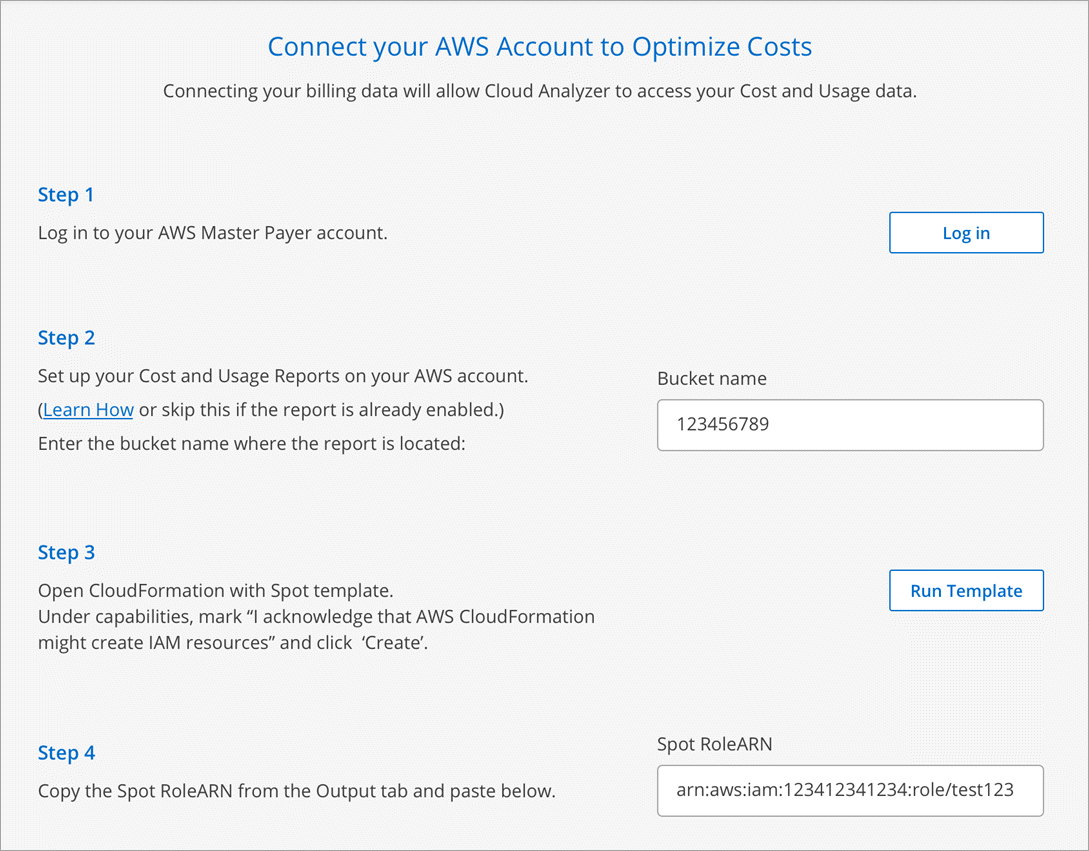 Connect your AWS Account to Optimize Costs
Connecting your billing data will allow Cloud Analyzer to access your Cost and Usage data.
Step 1
Log in to your AWS Master Payer account.
Log in
Step 2
Set up your Cost and Usage Reports on your AWS account.
(Learn How or skip this if the report is already enabled.)
Enter the bucket name where the report is located:
Bucket name
123456789
Step 3
Open CloudFormation with Spot template.
Under capabilities, mark “I acknowledge that AWS CloudFormation
might create IAM resources” and click  ‘Create’.
Run Template
Step 4
Copy the Spot RoleARN from the Output tab and paste below.
Spot RoleARN
arn:aws:iam:123412341234:role/test123